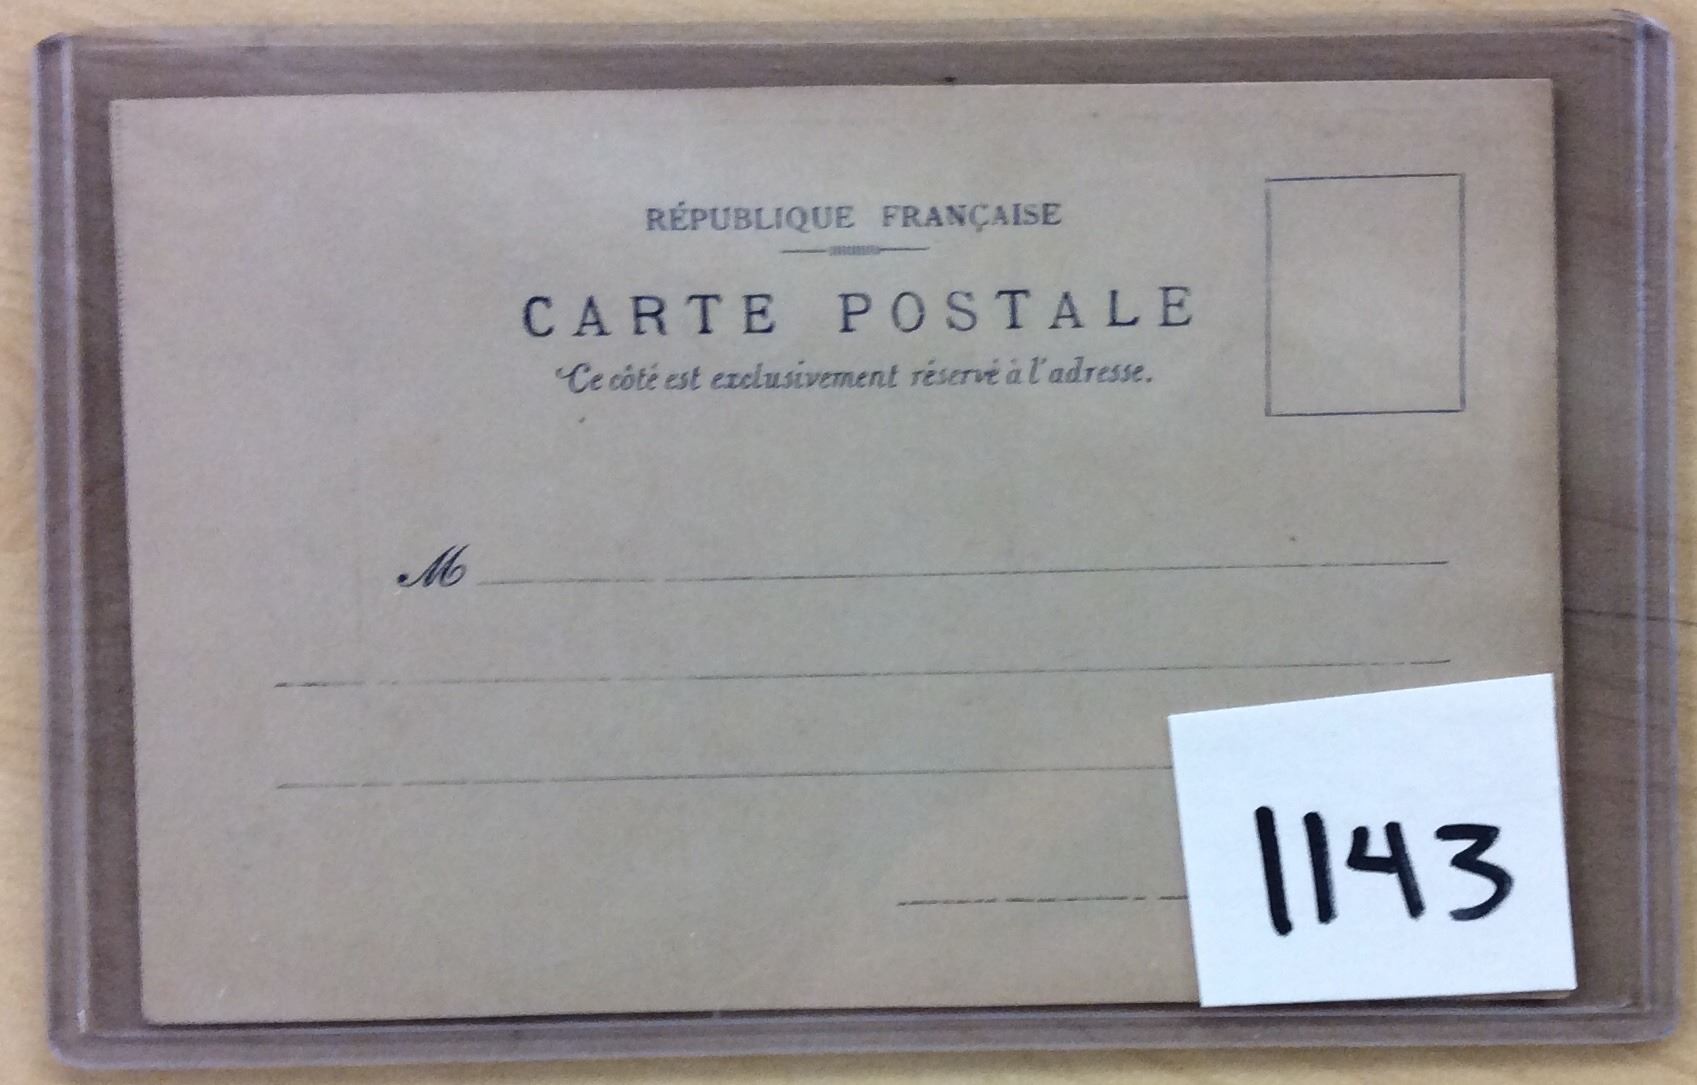 RÉPUBLIQUE FRANÇAISE
CARTE POSTALE
Ce côté est exclusivement réservé à l'adresse.
M
1143